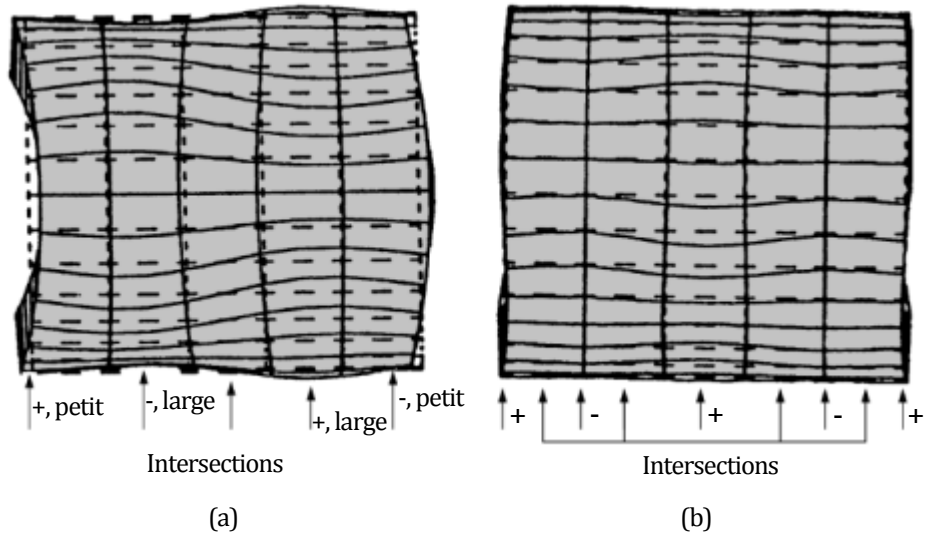 +, petit
-, large
+, large
-, petit
Intersections
(a)
+
-
+
-
+
Intersections
(b)